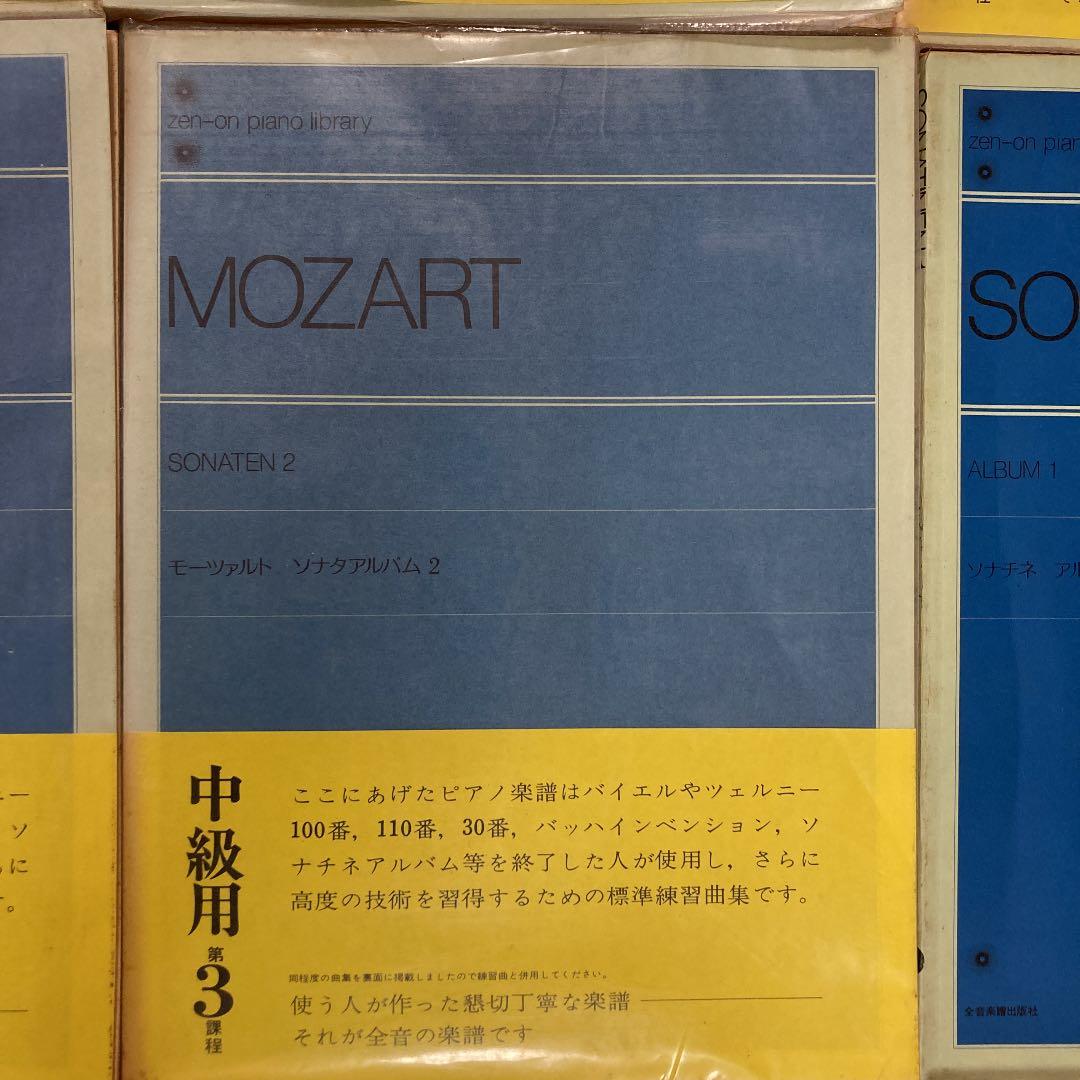 zen-on piano library
MOZART
SONATEN 2
モーツァルト ソナタアルバム 2
中級用
第3課程
ここにあげたピアノ楽譜はバイエルやツェルニー
100番, 110番, 30番, バッハインベンション, ソ
ナチネアルバム等を終了した人が使用し, さらに
高度の技術を習得するための標準練習曲集です。
同程度の曲集を裏面に掲載しましたので練習曲と併用してください。
使う人が作った懇切丁寧な楽譜
それが全音の楽譜です
zen-on pian
SO
ALBUM 1
ソナチネ アル
全音楽譜出版社
ニー
ソ
に
。